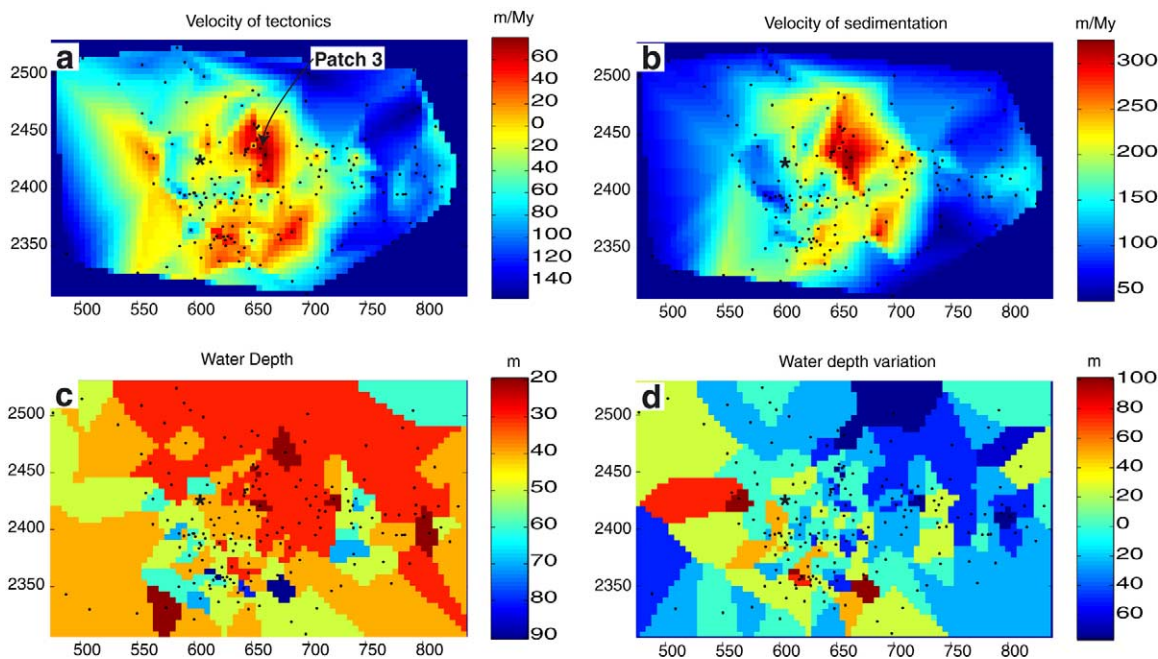 Velocity of tectonics
m/My
a
Patch 3
2500
2450
2400
2350
500 550 600 650 700 750 800
60
40
20
0
20
40
60
80
100
120
140
Velocity of sedimentation
m/My
b
2500
2450
2400
2350
500 550 600 650 700 750 800
300
250
200
150
100
50
Water Depth
m
c
2500
2450
2400
2350
500 550 600 650 700 750 800
20
30
40
50
60
70
80
90
Water depth variation
m
d
2500
2450
2400
2350
500 550 600 650 700 750 800
100
80
60
40
20
0
20
40
60